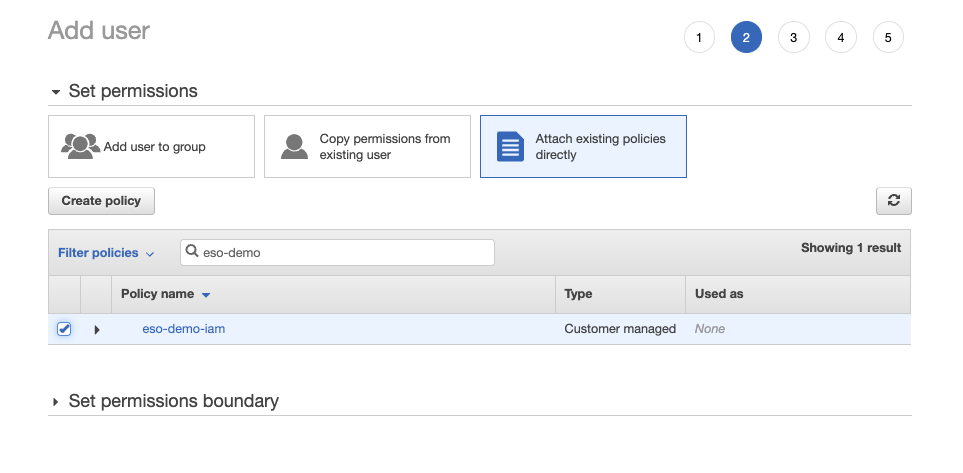 Add user
1 2 3 4 5
Set permissions
Add user to group
Copy permissions from
existing user
Attach existing policies
directly
Create policy
Filter policies
eso-demo
Showing 1 result
Policy name Type Used as
eso-demo-iam Customer managed None
Set permissions boundary